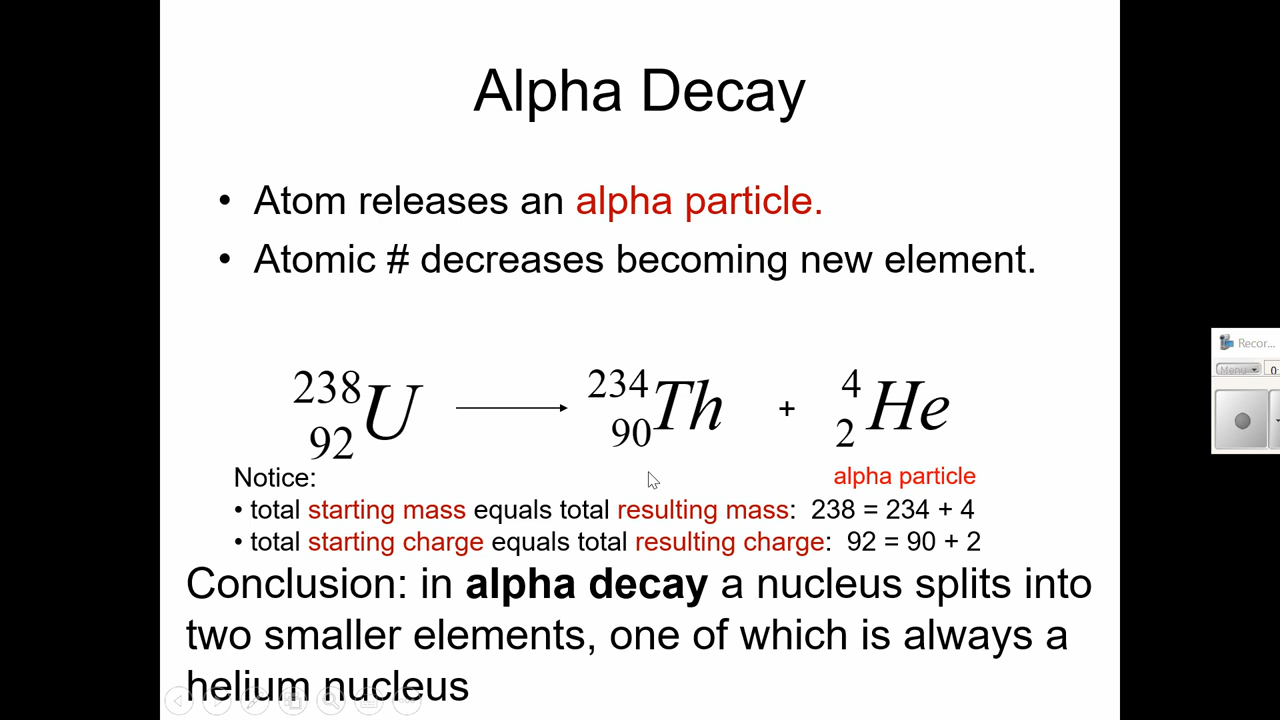 Alpha Decay
• Atom releases an alpha particle.
• Atomic # decreases becoming new element.
238 92 U → 234 90 Th + 4 2 He
Notice:
alpha particle
• total starting mass equals total resulting mass: 238 = 234 + 4
• total starting charge equals total resulting charge: 92 = 90 + 2
Conclusion: in alpha decay a nucleus splits into
two smaller elements, one of which is always a
helium nucleus
Recor...
Menu
0: